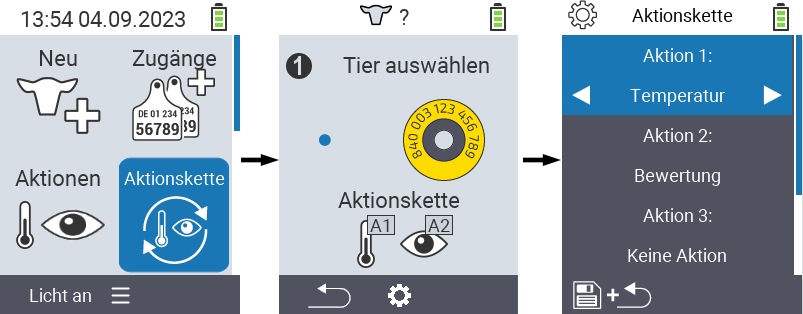 13:54 04.09.2023
Neu
Zugänge
DE 01 234
56789
234
39
Aktionen
Aktionskette
Licht an
?
1
Tier auswählen
840 003 123 456 789
Aktionskette
A1
A2
Aktionskette
Aktion 1:
Temperatur
Aktion 2:
Bewertung
Aktion 3:
Keine Aktion
+